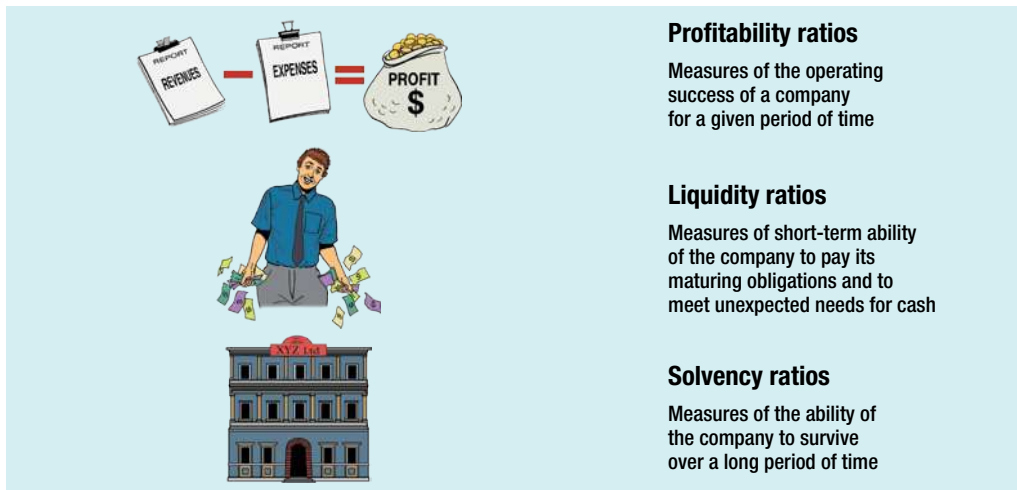 Profitability ratios
REPORT
REVENUES
REPORT
EXPENSES
PROFIT
$
Measures of the operating
success of a company
for a given period of time
Liquidity ratios
Measures of short-term ability
of the company to pay its
maturing obligations and to
meet unexpected needs for cash
XYZ Ltd
Solvency ratios
Measures of the ability of
the company to survive
over a long period of time